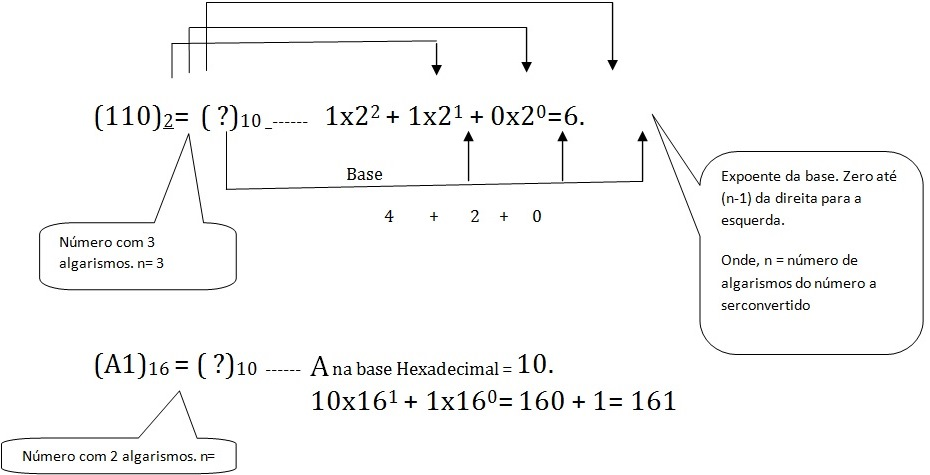 (110)2= ( ?)10 _------ 1x2² + 1x2¹ + 0x2⁰=6.
Base
4 + 2 + 0
Número com 3
algarismos. n= 3
Expoente da base. Zero até
(n-1) da direita para a
esquerda.
Onde, n = número de
algarismos do número a
serconvertido
(A1)16 = ( ?)10 ------ A na base Hexadecimal = 10.
10x16¹ + 1x16⁰= 160 + 1= 161
Número com 2 algarismos. n=